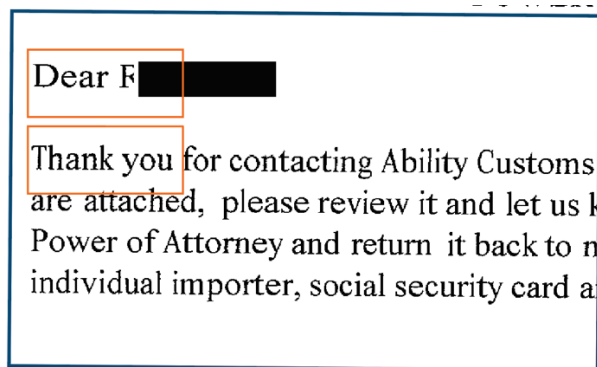 Dear R
Thank you for contacting Ability Customs
are attached, please review it and let us
Power of Attorney and return it back to
individual importer, social security card